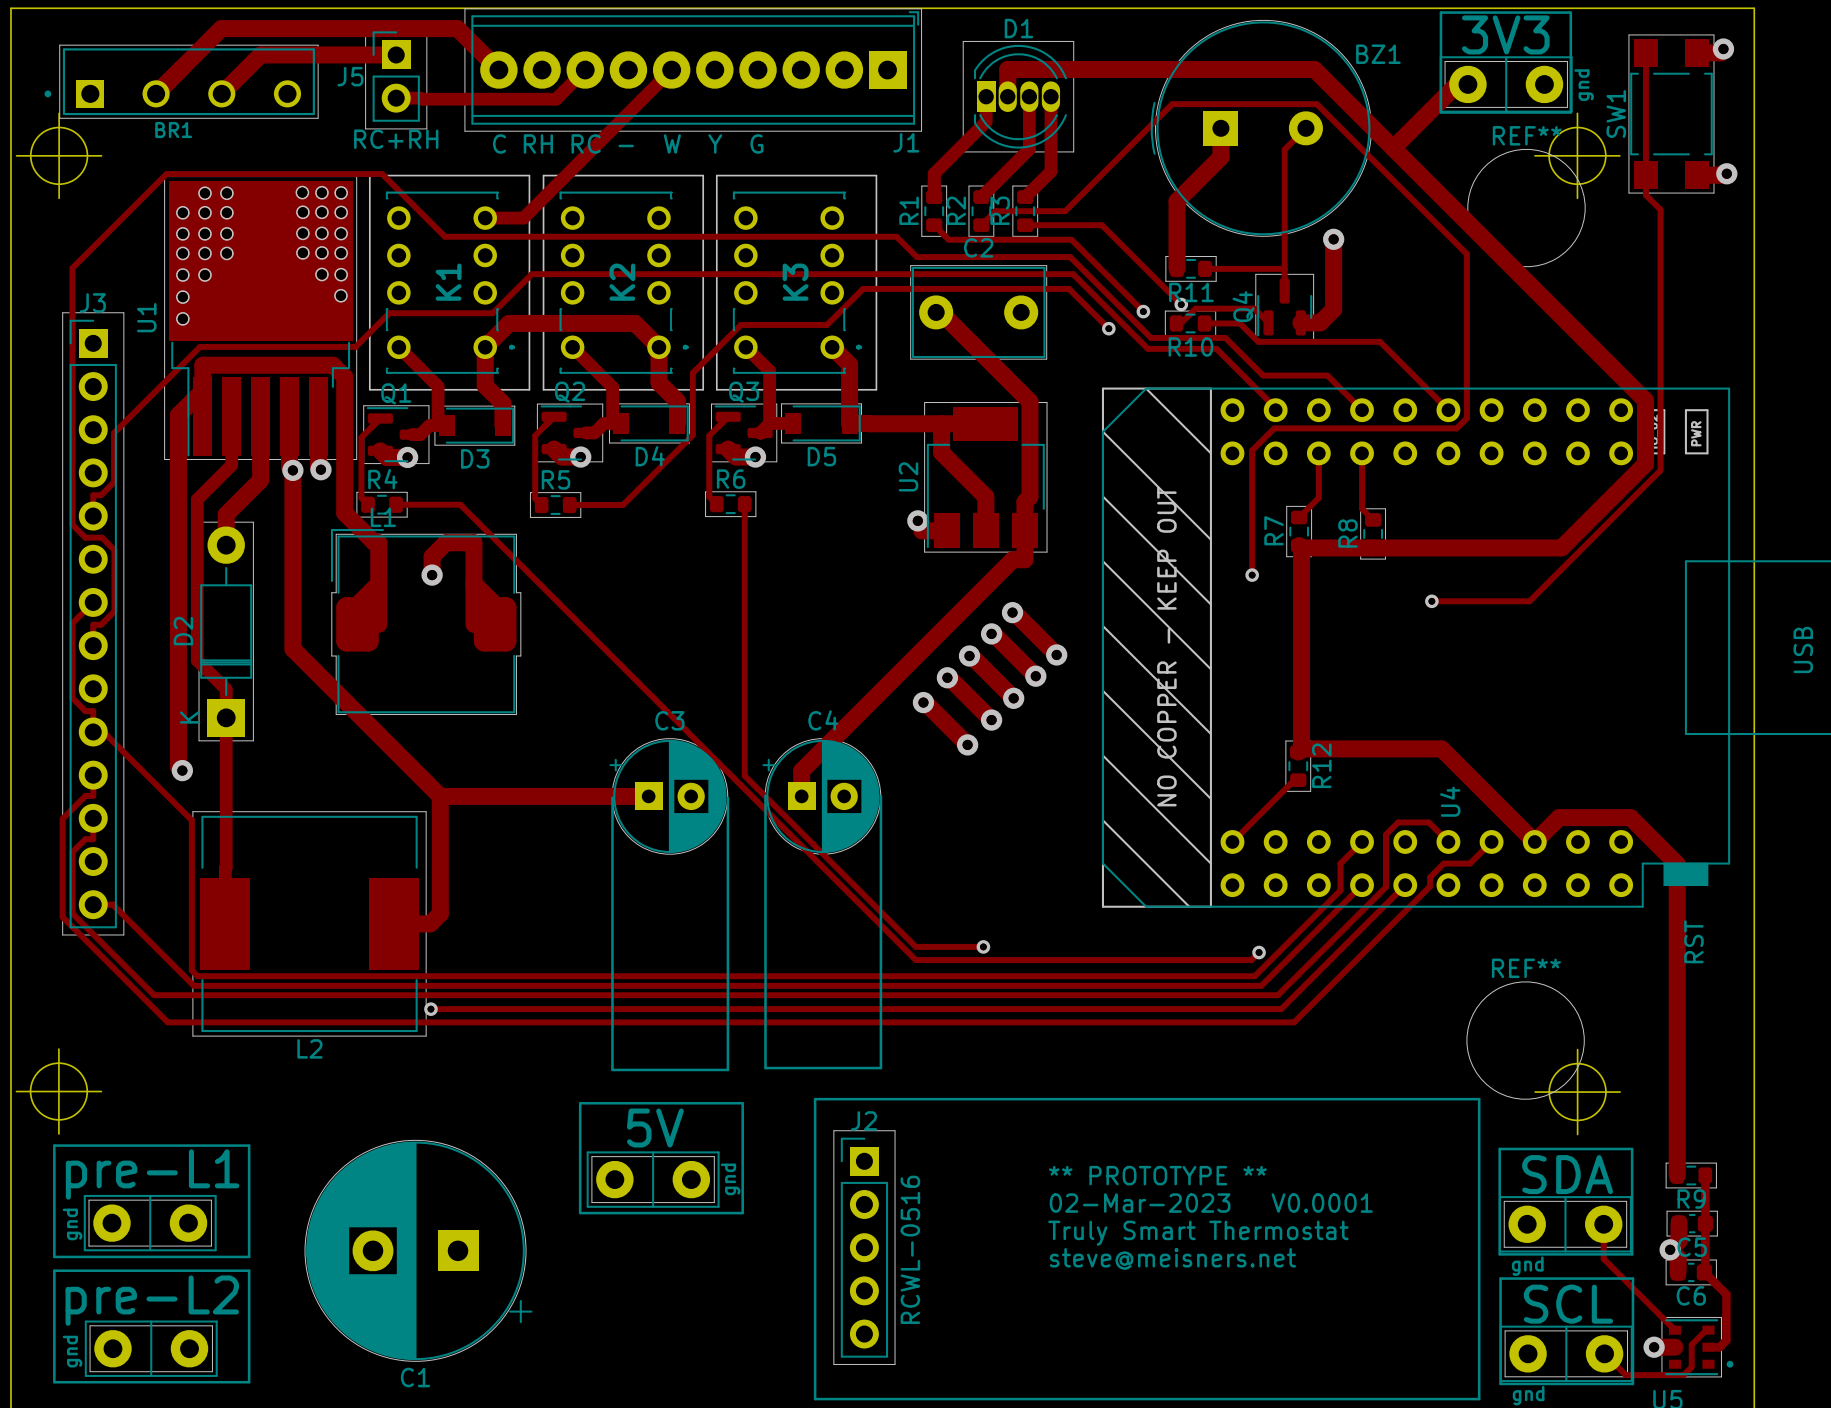 D1
BZ1
3V3
gnd
SW1
J5
BR1
RC+RH
C RH RC - W Y G
J1
REF**
R1
R2
R3
C2
K1
K2
K3
U1
J3
R11
Q4
R10
Q1
Q2
Q3
D3
D4
D5
R4
R5
R6
L1
U2
PWR
NO COPPER - KEEP OUT
R7
R8
D2
K
USB
C3
C4
+
+
R12
U4
RST
REF**
L2
5V
gnd
J2
RCWL-0516
** PROTOTYPE **
02-Mar-2023 V0.0001
Truly Smart Thermostat
steve@meisners.net
pre-L1
gnd
pre-L2
gnd
+
C1
SDA
gnd
SCL
gnd
R9
C5
C6
U5